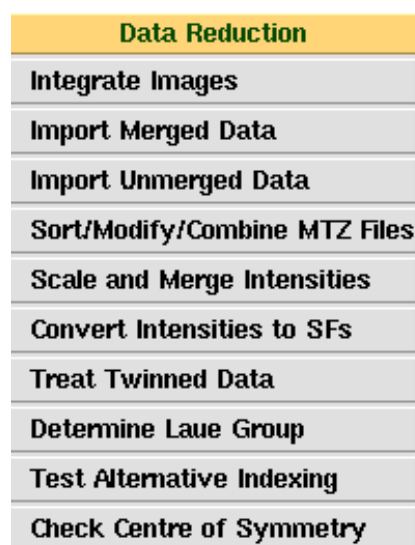 Data Reduction
Integrate Images
Import Merged Data
Import Unmerged Data
Sort/Modify/Combine MTZ Files
Scale and Merge Intensities
Convert Intensities to SFs
Treat Twinned Data
Determine Laue Group
Test Alternative Indexing
Check Centre of Symmetry